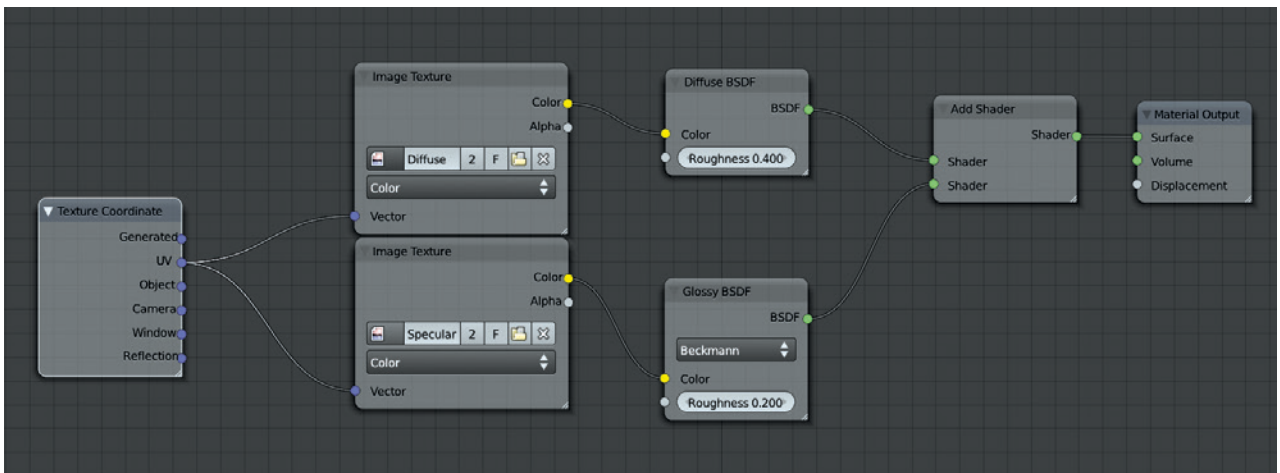 Texture Coordinate
Generated
UV
Object
Camera
Window
Reflection
Image Texture
Color
Alpha
Diffuse 2 F
Color
Vector
Image Texture
Color
Alpha
Specular 2 F
Color
Vector
Diffuse BSDF
BSDF
Color
Roughness 0.400
Glossy BSDF
BSDF
Beckmann
Color
Roughness 0.200
Add Shader
Shader
Shader
Shader
Material Output
Surface
Volume
Displacement